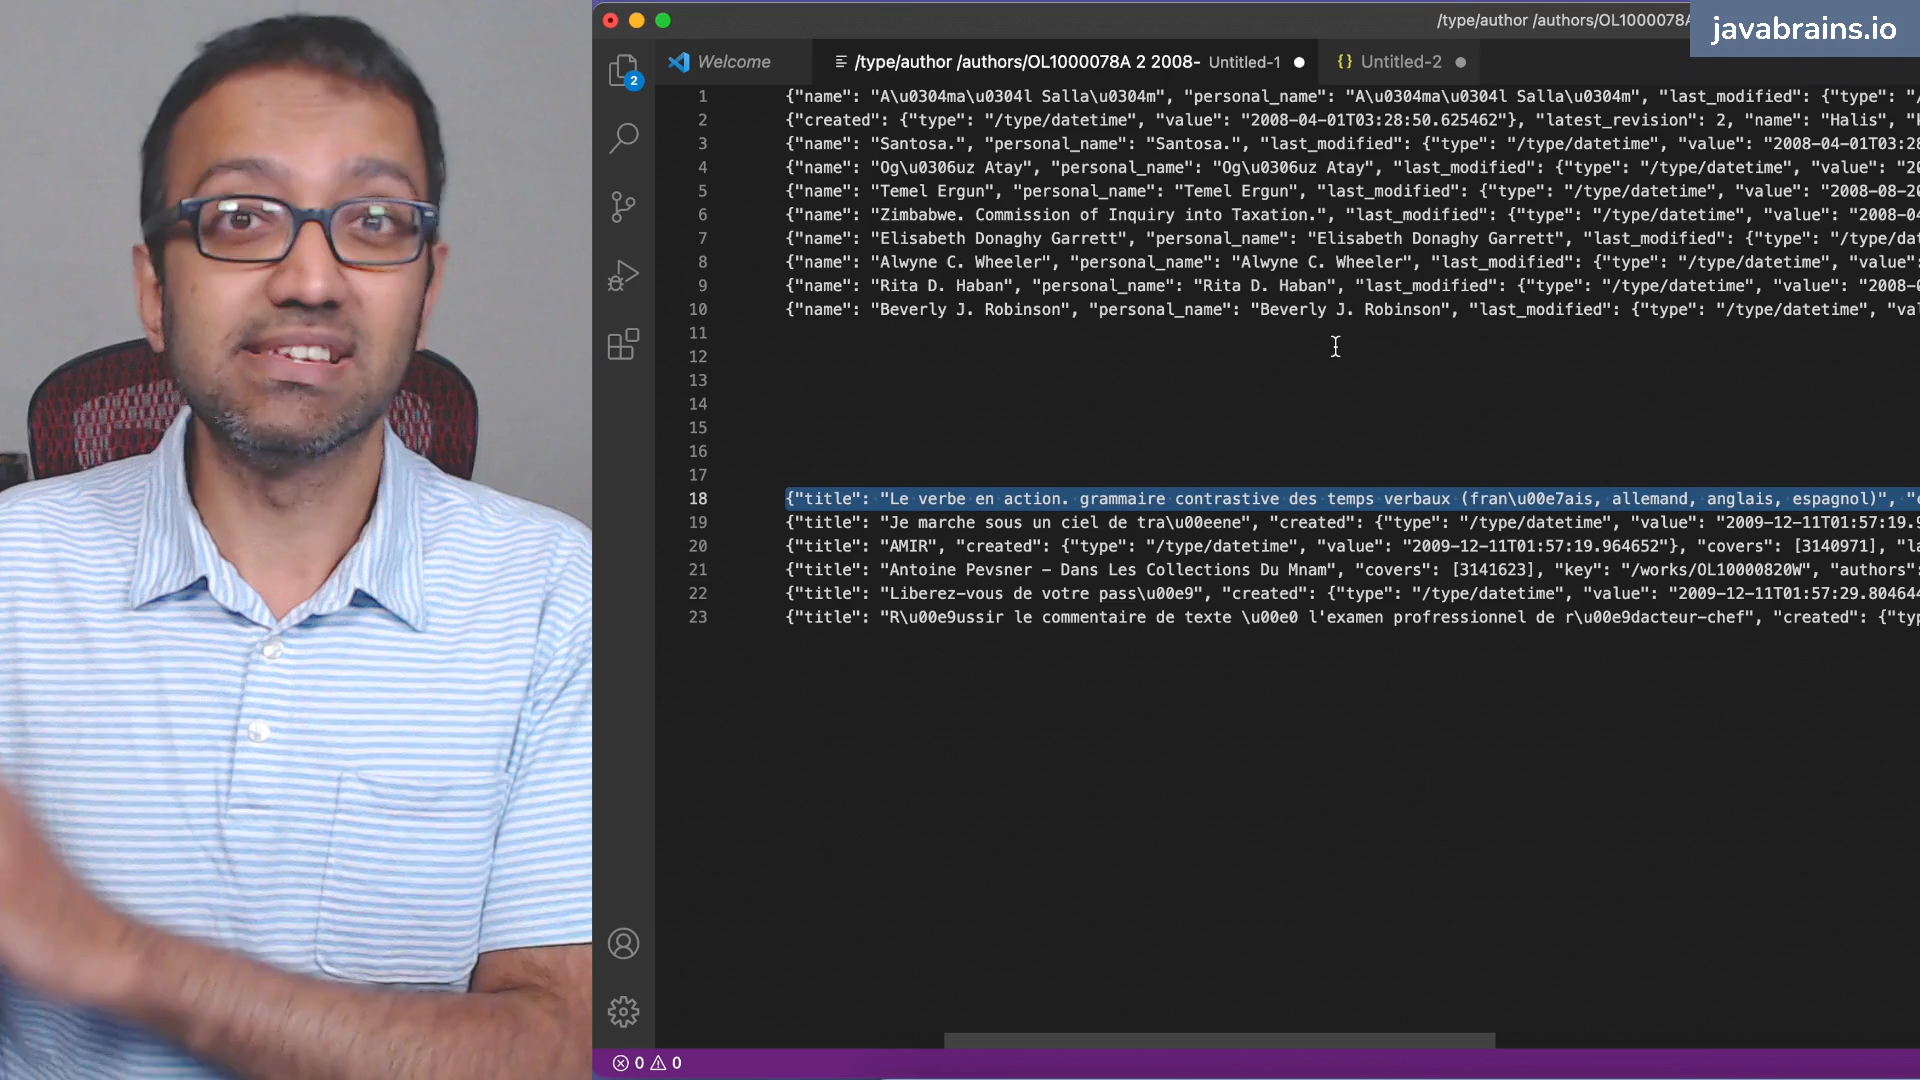 /type/author /authors/OL1000078A
javabrains.io
Welcome
/type/author /authors/OL1000078A 2 2008- Untitled-1
{} Untitled-2
2
1 {"name": "A\u0304ma\u0304l Salla\u0304m", "personal_name": "A\u0304ma\u0304l Salla\u0304m", "last_modified": {"type": "/
2 {"created": {"type": "/type/datetime", "value": "2008-04-01T03:28:50.625462"}, "latest_revision": 2, "name": "Halis", "k
3 {"name": "Santosa.", "personal_name": "Santosa.", "last_modified": {"type": "/type/datetime", "value": "2008-04-01T03:28
4 {"name": "Og\u0306uz Atay", "personal_name": "Og\u0306uz Atay", "last_modified": {"type": "/type/datetime", "value": "20
5 {"name": "Temel Ergun", "personal_name": "Temel Ergun", "last_modified": {"type": "/type/datetime", "value": "2008-08-20
6 {"name": "Zimbabwe. Commission of Inquiry into Taxation.", "last_modified": {"type": "/type/datetime", "value": "2008-04
7 {"name": "Elisabeth Donaghy Garrett", "personal_name": "Elisabeth Donaghy Garrett", "last_modified": {"type": "/type/dat
8 {"name": "Alwyne C. Wheeler", "personal_name": "Alwyne C. Wheeler", "last_modified": {"type": "/type/datetime", "value":
9 {"name": "Rita D. Haban", "personal_name": "Rita D. Haban", "last_modified": {"type": "/type/datetime", "value": "2008-0
10 {"name": "Beverly J. Robinson", "personal_name": "Beverly J. Robinson", "last_modified": {"type": "/type/datetime", "val
11
12
13
14
15
16
17
18 {"title": "Le verbe en action. grammaire contrastive des temps verbaux (fran\u00e7ais, allemand, anglais, espagnol)", "c
19 {"title": "Je marche sous un ciel de tra\u00eene", "created": {"type": "/type/datetime", "value": "2009-12-11T01:57:19.9
20 {"title": "AMIR", "created": {"type": "/type/datetime", "value": "2009-12-11T01:57:19.964652"}, "covers": [3140971], "la
21 {"title": "Antoine Pevsner - Dans Les Collections Du Mnam", "covers": [3141623], "key": "/works/OL10000820W", "authors":
22 {"title": "Liberez-vous de votre pass\u00e9", "created": {"type": "/type/datetime", "value": "2009-12-11T01:57:29.804644
23 {"title": "R\u00e9ussir le commentaire de texte \u00e0 l'examen profressionnel de r\u00e9dacteur-chef", "created": {"typ
0 0